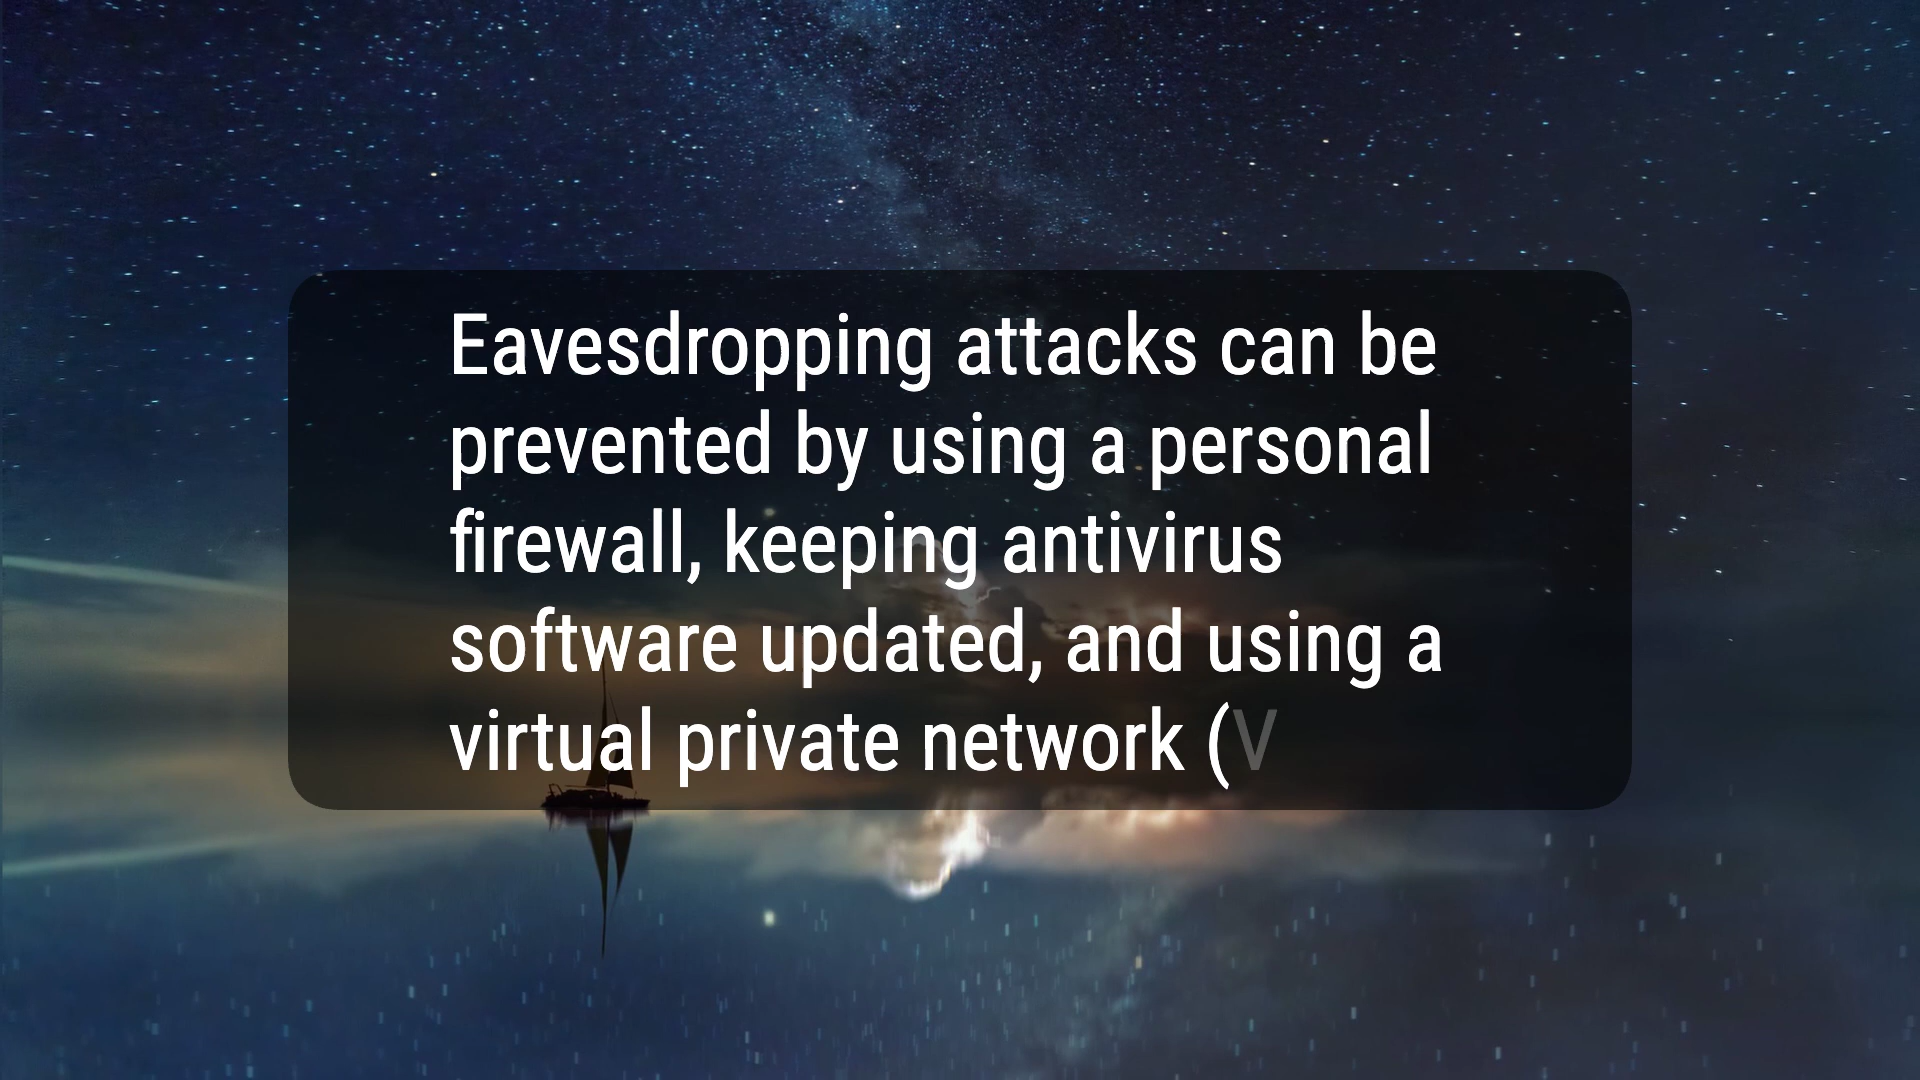 Eavesdropping attacks can be
prevented by using a personal
firewall, keeping antivirus
software updated, and using a
virtual private network (V